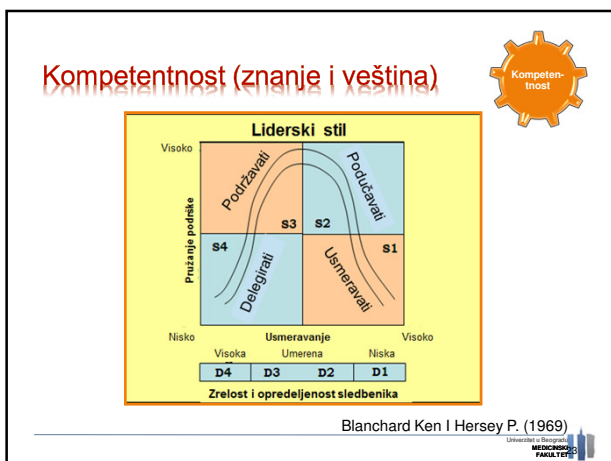 Kompetentnost (znanje i veština)
Kompeten-
tnost
Liderski stil
Visoko
Podržavati
Podučavati
S3
S2
S4
S1
Pružanje podrške
Delegirati
Usmeravati
Nisko
Usmeravanje
Visoko
Visoka
Umerena
Niska
D4
D3
D2
D1
Zrelost i opredeljenost sledbenika
Blanchard Ken I Hersey P. (1969)
Univerzitet u Beogradu
MEDICINSKI
FAKULTET
23